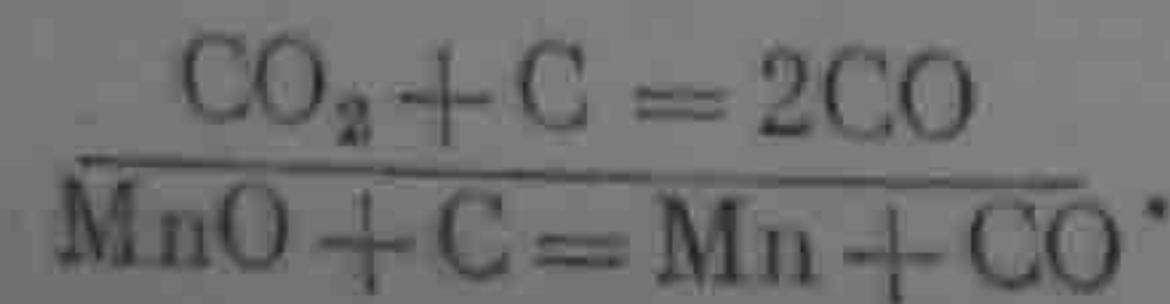 CO₂ + C = 2CO
MnO + C = Mn + CO.